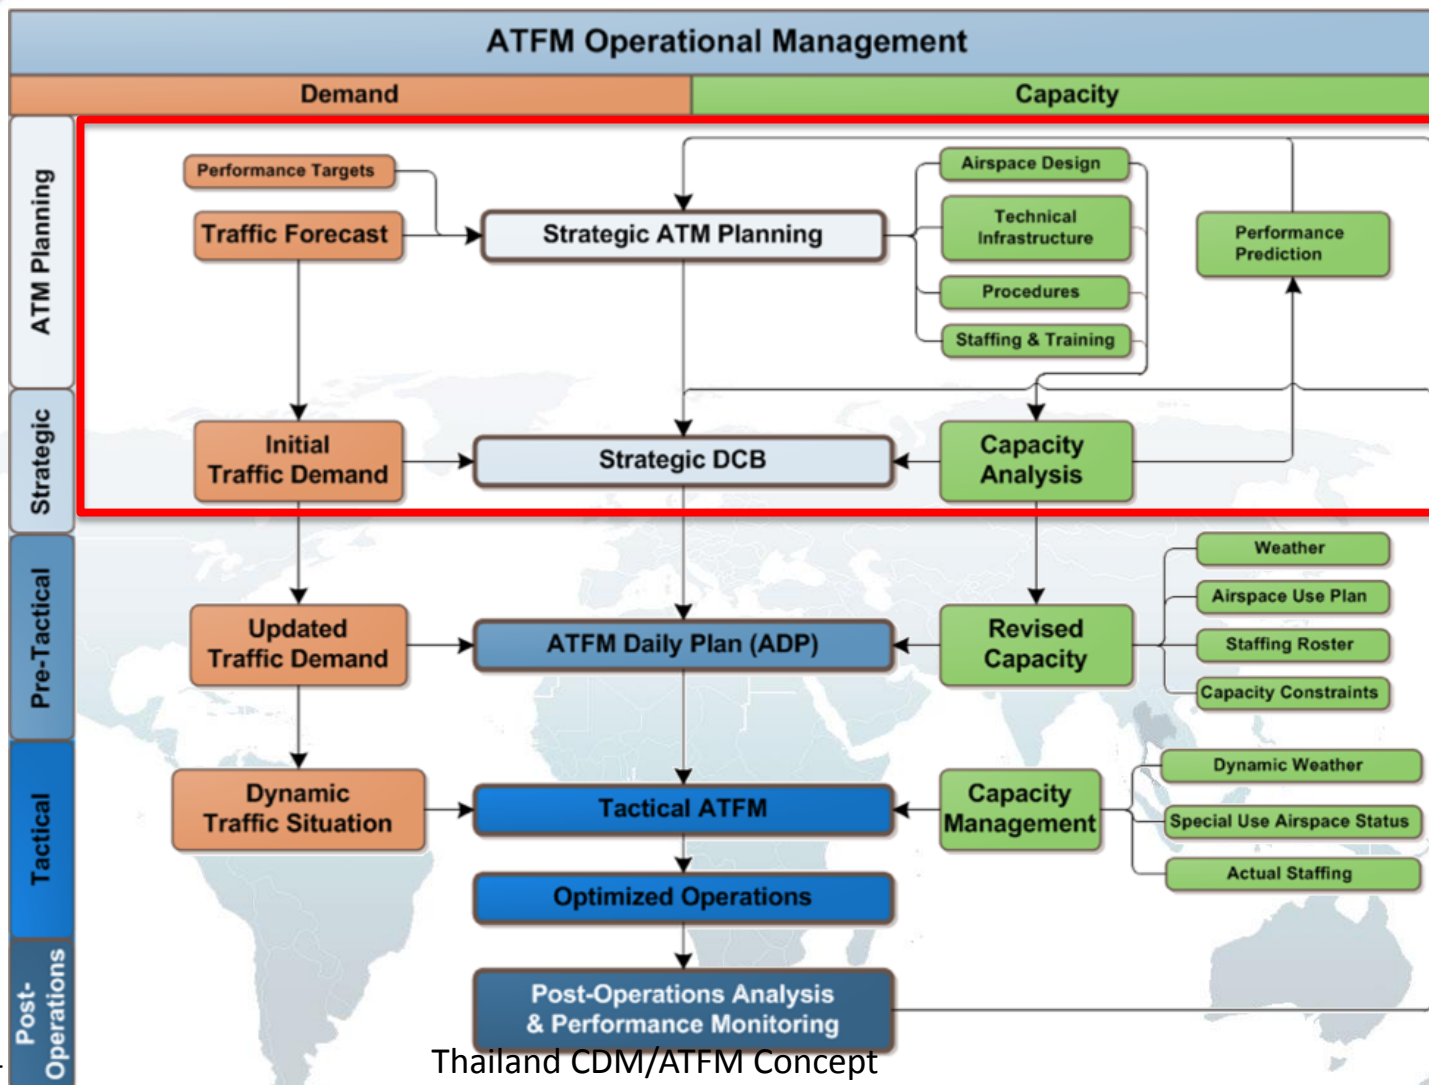 ATFM Operational Management
Demand
Capacity
ATM Planning
Performance Targets
Traffic Forecast
Strategic ATM Planning
Airspace Design
Technical
Infrastructure
Procedures
Staffing & Training
Performance
Prediction
Strategic
Initial
Traffic Demand
Strategic DCB
Capacity
Analysis
Pre-Tactical
Updated
Traffic Demand
ATFM Daily Plan (ADP)
Revised
Capacity
Weather
Airspace Use Plan
Staffing Roster
Capacity Constraints
Tactical
Dynamic
Traffic Situation
Tactical ATFM
Capacity
Management
Dynamic Weather
Special Use Airspace Status
Actual Staffing
Optimized Operations
Post-
Operations
Post-Operations Analysis
& Performance Monitoring
Thailand CDM/ATFM Concept